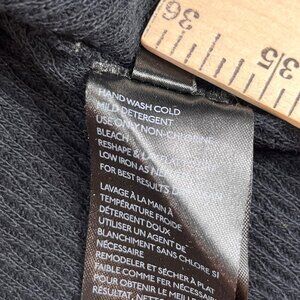 36
35
HAND WASH COLD
MILD DETERGENT
USE ONLY NON-
BLEACH
RESHAPE &
LOW IRON AS
FOR BEST RESULTS
LAVAGE À LA MAIN À
TEMPÉRATURE FROIDE
DÉTERGENT DOUX
UTILISER UN AGENT DE
BLANCHIMENT SANS CHLORE SI
NÉCESSAIRE
REMODELER ET SÉCHER À PLAT
FAIBLE COMME FER NÉCESSAIRE
POUR OBTENIR LE MEILLEUR
RÉSULTAT,